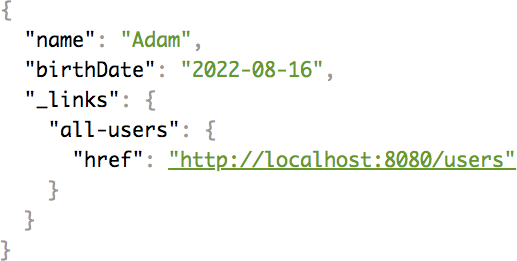 {
"name": "Adam",
"birthDate": "2022-08-16",
"_links": {
"all-users": {
"href": "http://localhost:8080/users"
}
}
}